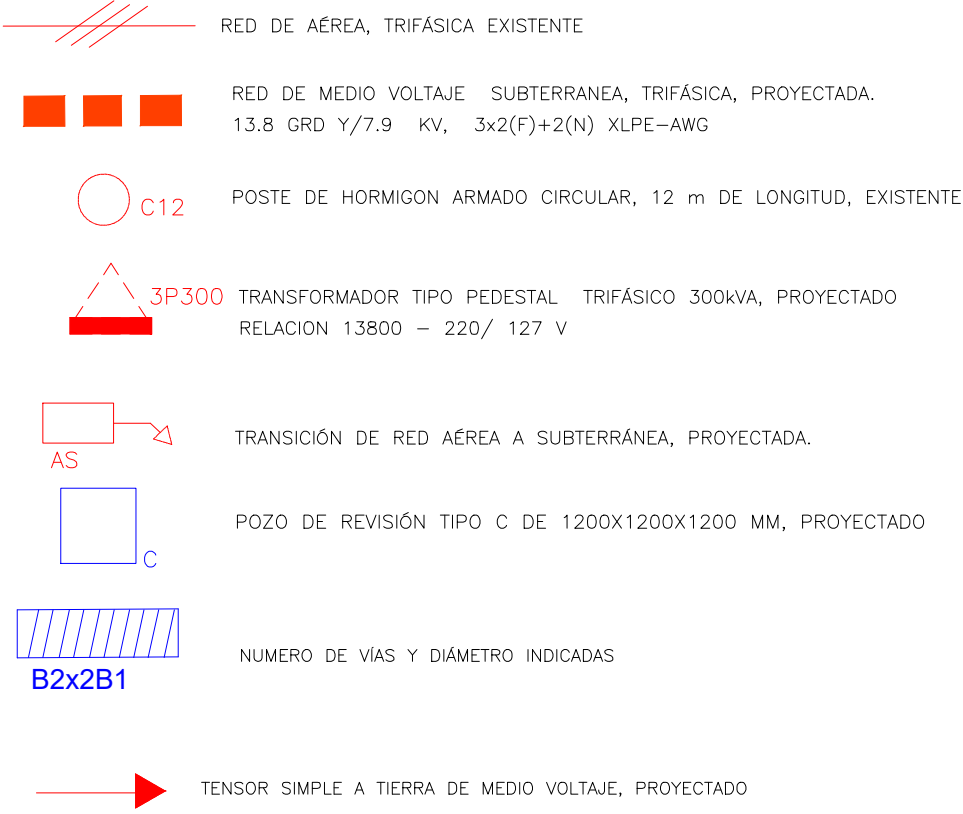 RED DE AÉREA, TRIFÁSICA EXISTENTE
RED DE MEDIO VOLTAJE SUBTERRANEA, TRIFÁSICA, PROYECTADA.
13.8 GRD Y/7.9 KV, 3x2(F)+2(N) XLPE-AWG
C12 POSTE DE HORMIGON ARMADO CIRCULAR, 12 m DE LONGITUD, EXISTENTE
3P300 TRANSFORMADOR TIPO PEDESTAL TRIFÁSICO 300kVA, PROYECTADO
RELACION 13800 - 220/ 127 V
AS
TRANSICIÓN DE RED AÉREA A SUBTERRÁNEA, PROYECTADA.
POZO DE REVISIÓN TIPO C DE 1200X1200X1200 MM, PROYECTADO
C
NUMERO DE VÍAS Y DIÁMETRO INDICADAS
B2x2B1
TENSOR SIMPLE A TIERRA DE MEDIO VOLTAJE, PROYECTADO